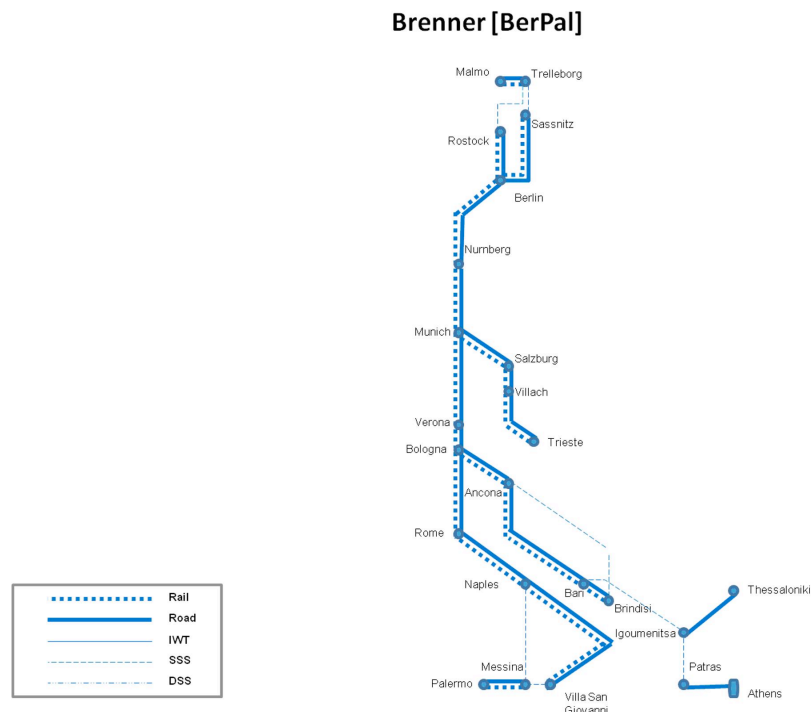 Brenner [BerPal]
Malmo
Trelleborg
Sassnitz
Rostock
Berlin
Nurnberg
Munich
Salzburg
Villach
Verona
Trieste
Bologna
Ancona
Rome
Naples
Bari
Brindisi
Thessaloniki
Igoumenitsa
Messina
Patras
Palermo
Villa San
Giovanni
Athens
Rail
Road
IWT
SSS
DSS